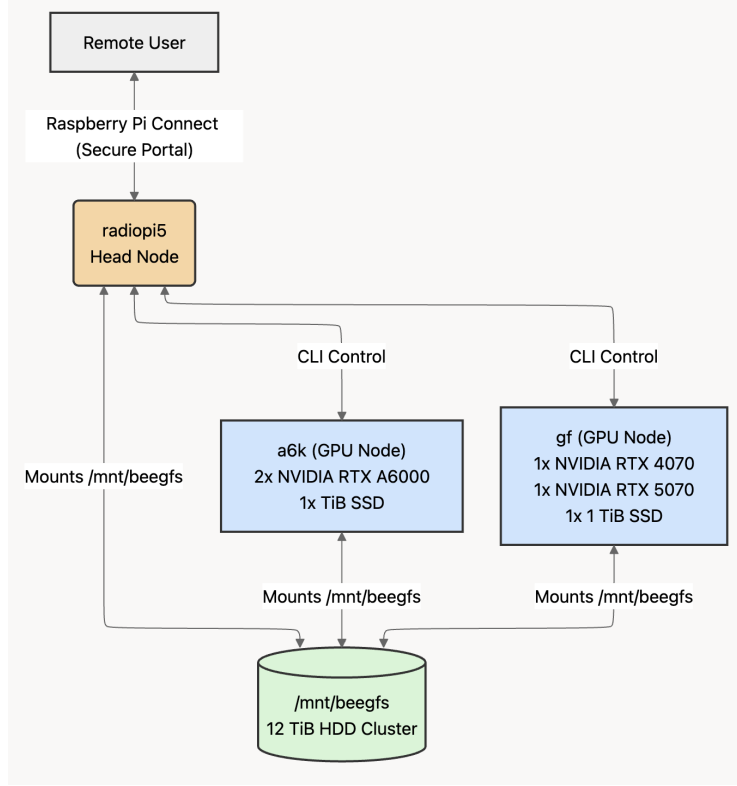 Remote User
Raspberry Pi Connect
(Secure Portal)
radiopi5
Head Node
CLI Control
CLI Control
a6k (GPU Node)
2x NVIDIA RTX A6000
1x TiB SSD
gf (GPU Node)
1x NVIDIA RTX 4070
1x NVIDIA RTX 5070
1x 1 TiB SSD
Mounts /mnt/beegfs
Mounts /mnt/beegfs
Mounts /mnt/beegfs
/mnt/beegfs
12 TiB HDD Cluster